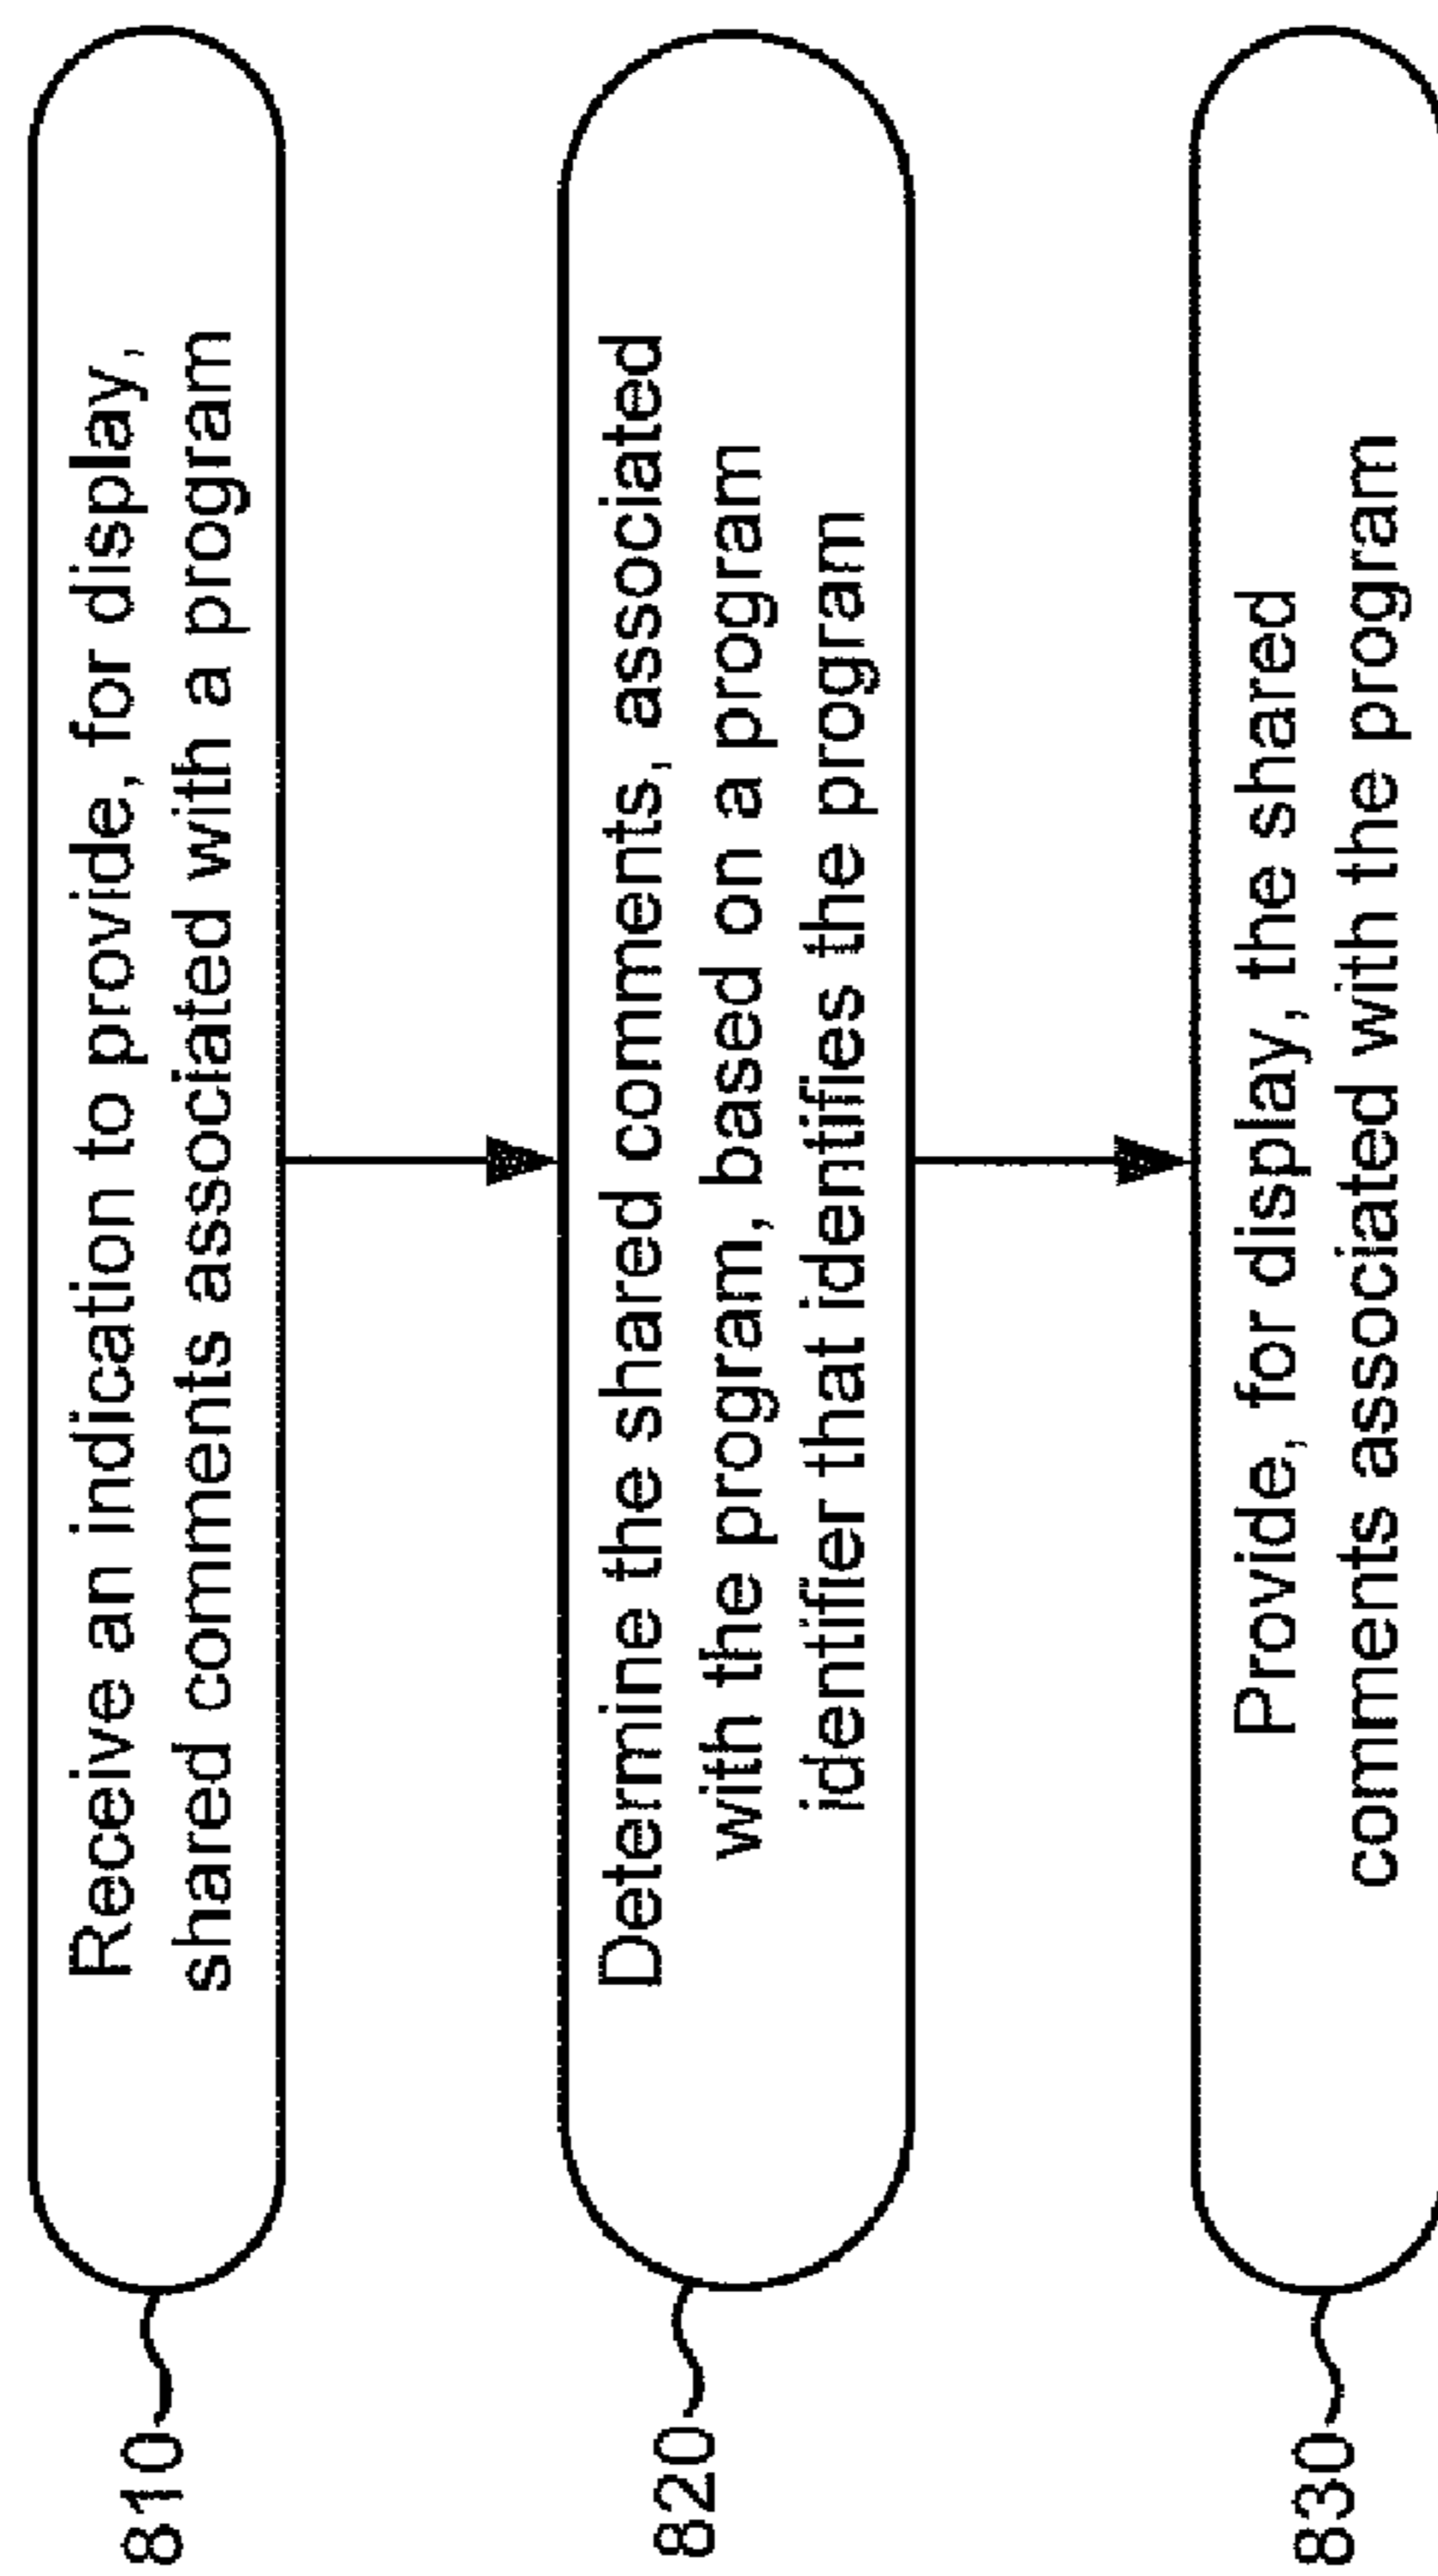 810
Receive an indication to provide, for display,
shared comments associated with a program
820
Determine the shared comments, associated
with the program, based on a program
identifier that identifies the program
830
Provide, for display, the shared
comments associated with the program